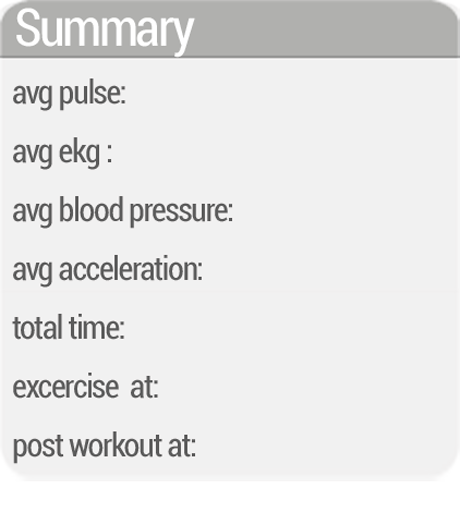 Summary
avg pulse:
avg ekg :
avg blood pressure:
avg acceleration:
total time:
excercise  at:
post workout at: